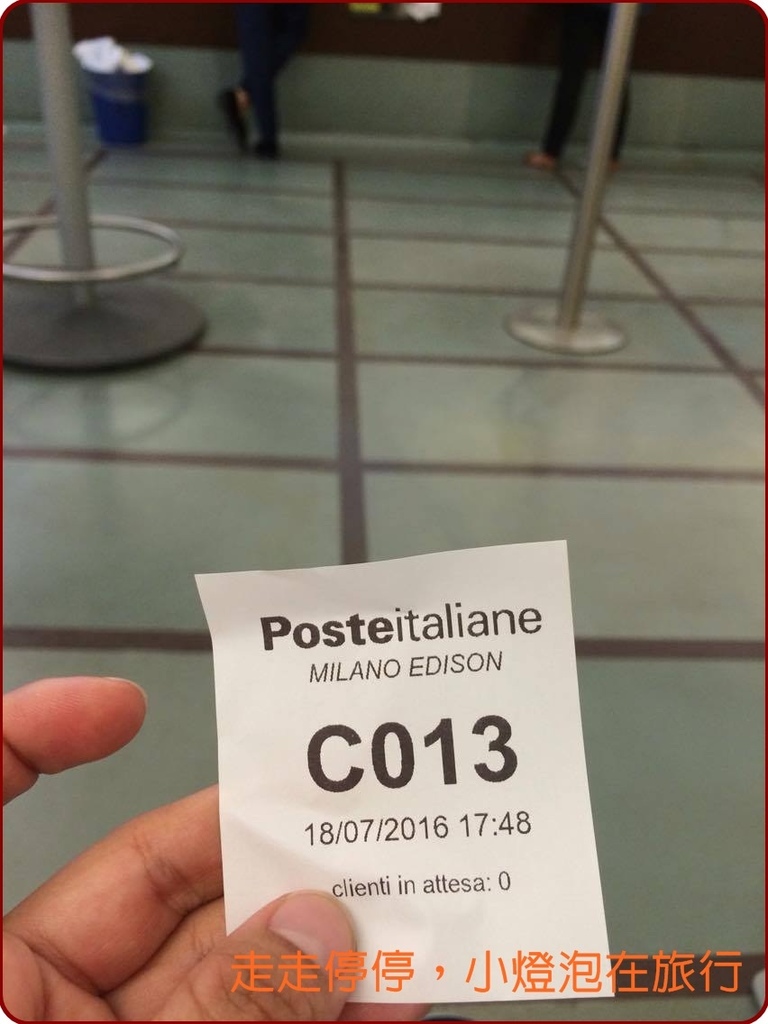 Posteitaliane
MILANO EDISON
C013
18/07/2016 17:48
clienti in attesa: 0
走走停停，小燈泡在旅行